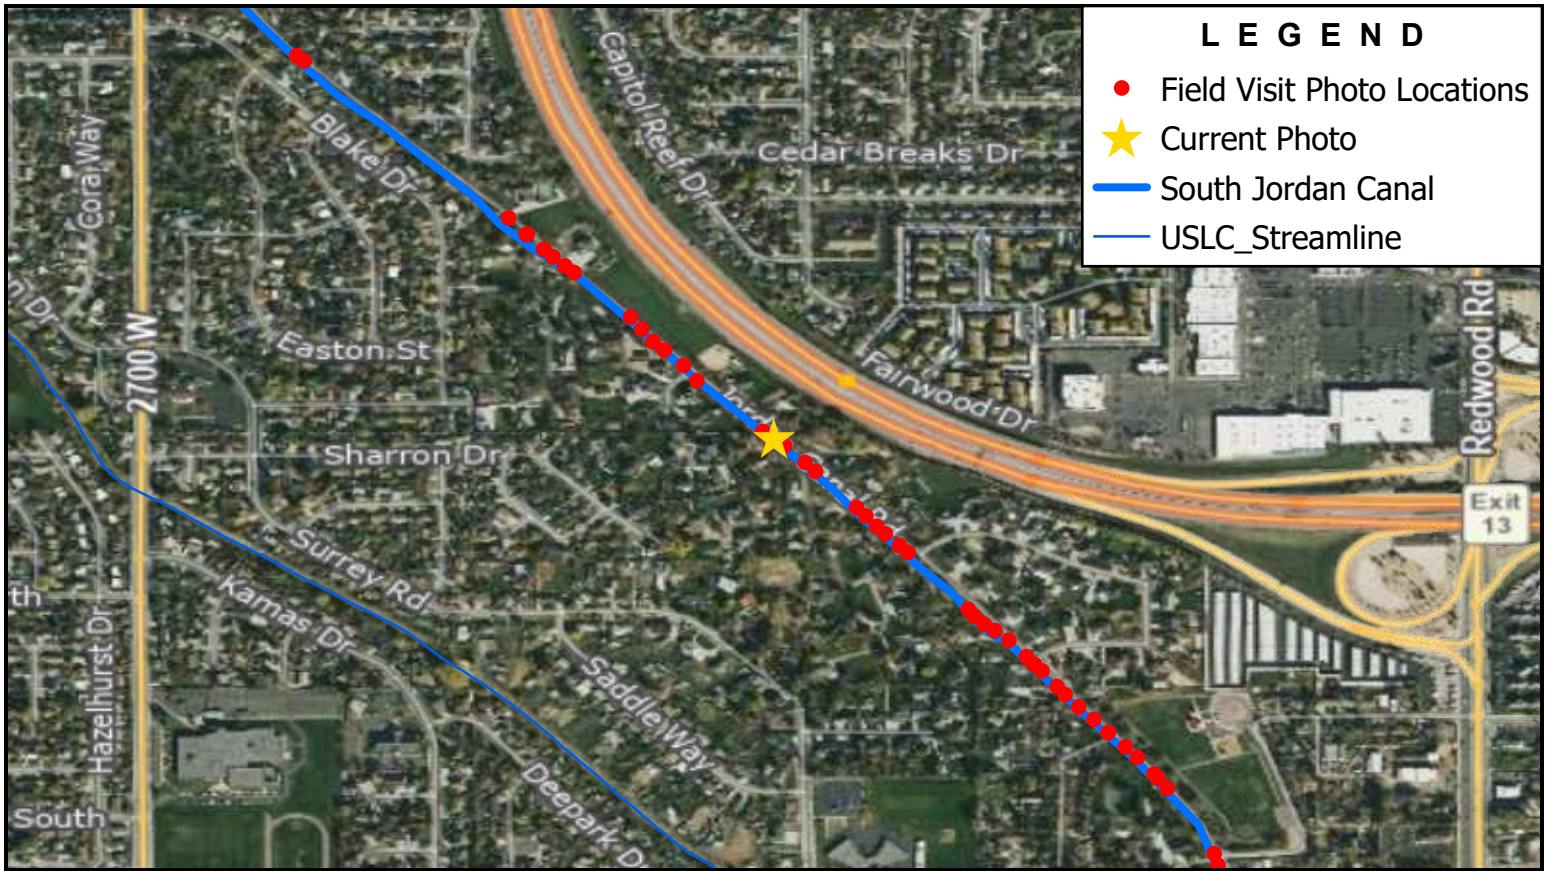 L E G E N D
Field Visit Photo Locations
Current Photo
South Jordan Canal
USLC_Streamline
Capitol Reef Dr
Cedar Breaks Dr
Cora Way
Blake Dr
n Dr
2700 W
Easton St
Fairwood Dr
Redwood Rd
Sharron Dr
Exit
13
Surrey Rd
Kamas Dr
th
Hazelhurst Dr
Saddle Way
Deepark Dr
South